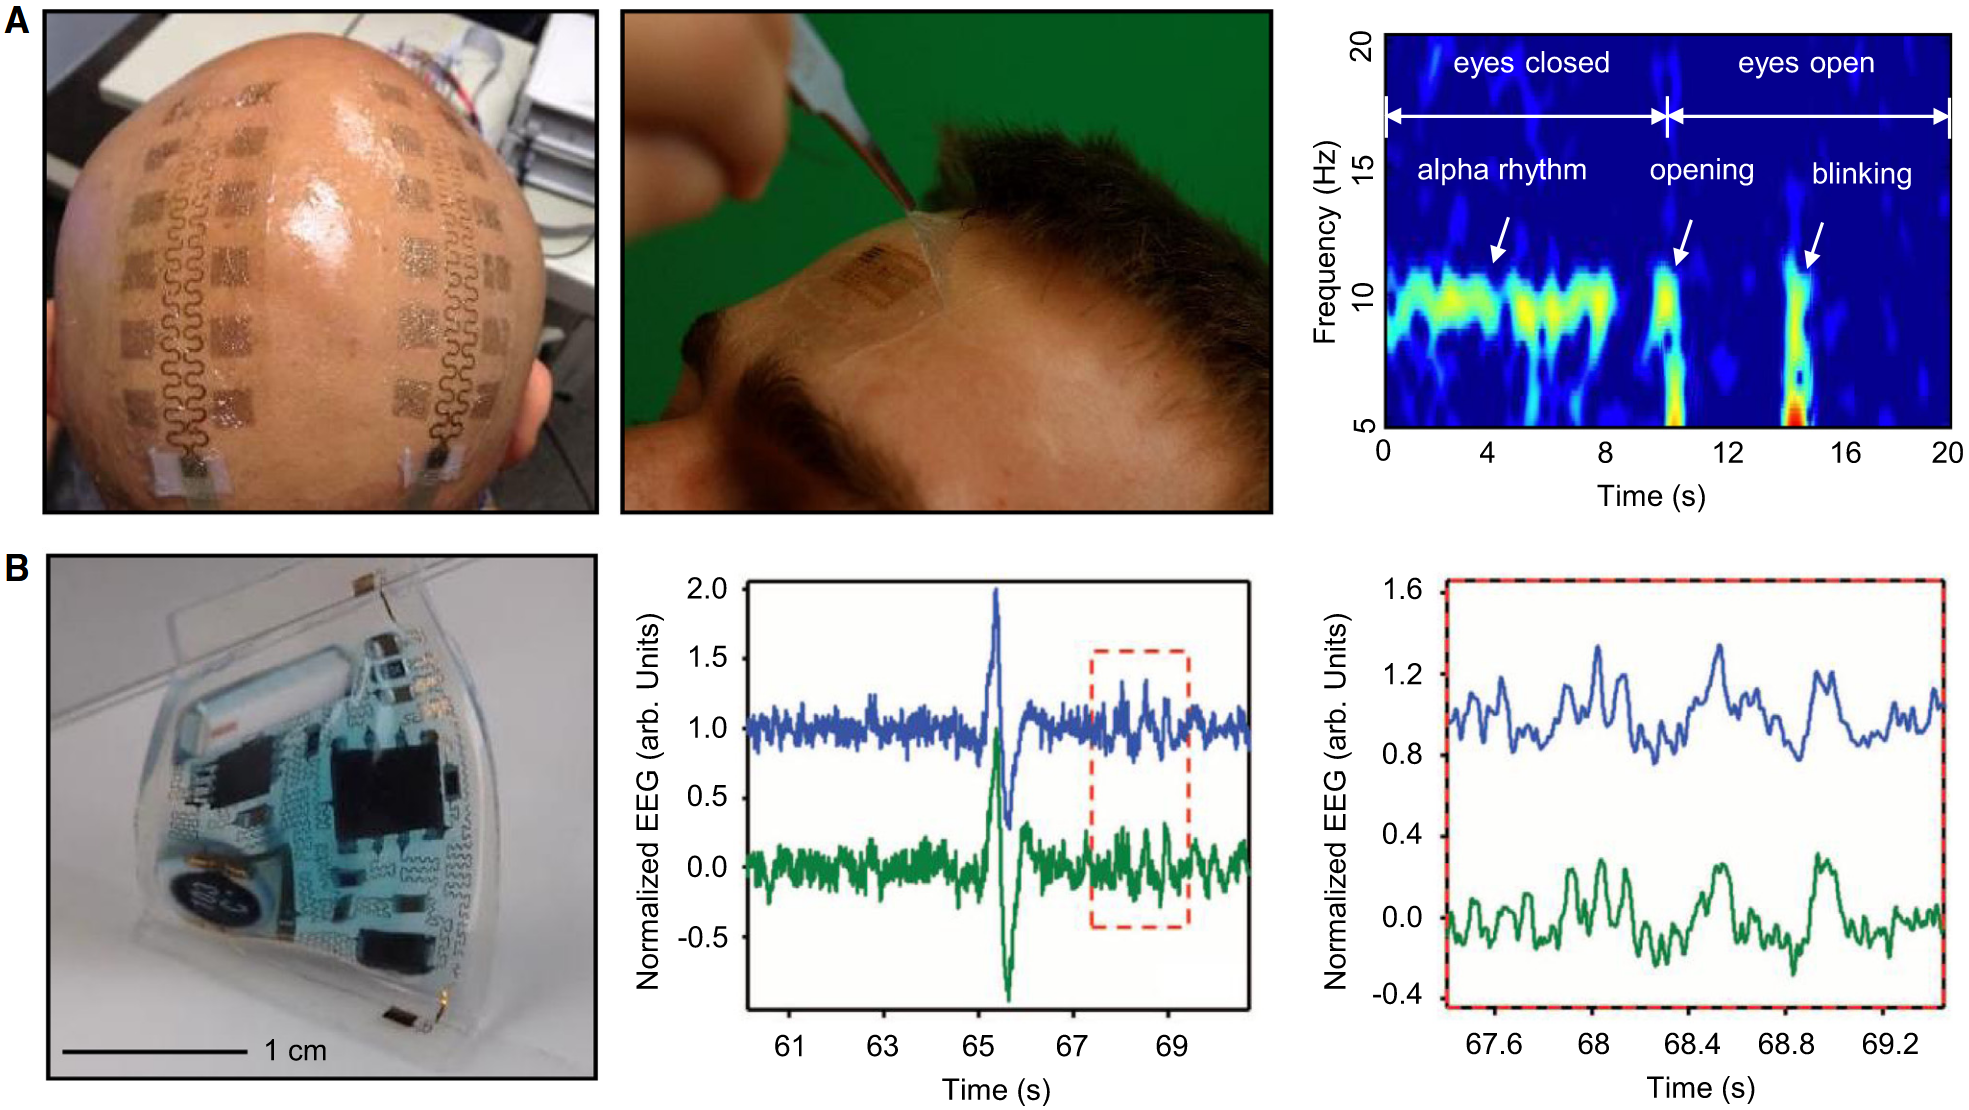 A
eyes closed
eyes open
alpha rhythm
opening
blinking
20
15
10
5
Frequency (Hz)
0 4 8 12 16 20
Time (s)
B
1 cm
2.0
1.5
1.0
0.5
0.0
-0.5
Normalized EEG (arb. Units)
61 63 65 67 69
Time (s)
1.6
1.2
0.8
0.4
0.0
-0.4
Normalized EEG (arb. Units)
67.6 68 68.4 68.8 69.2
Time (s)